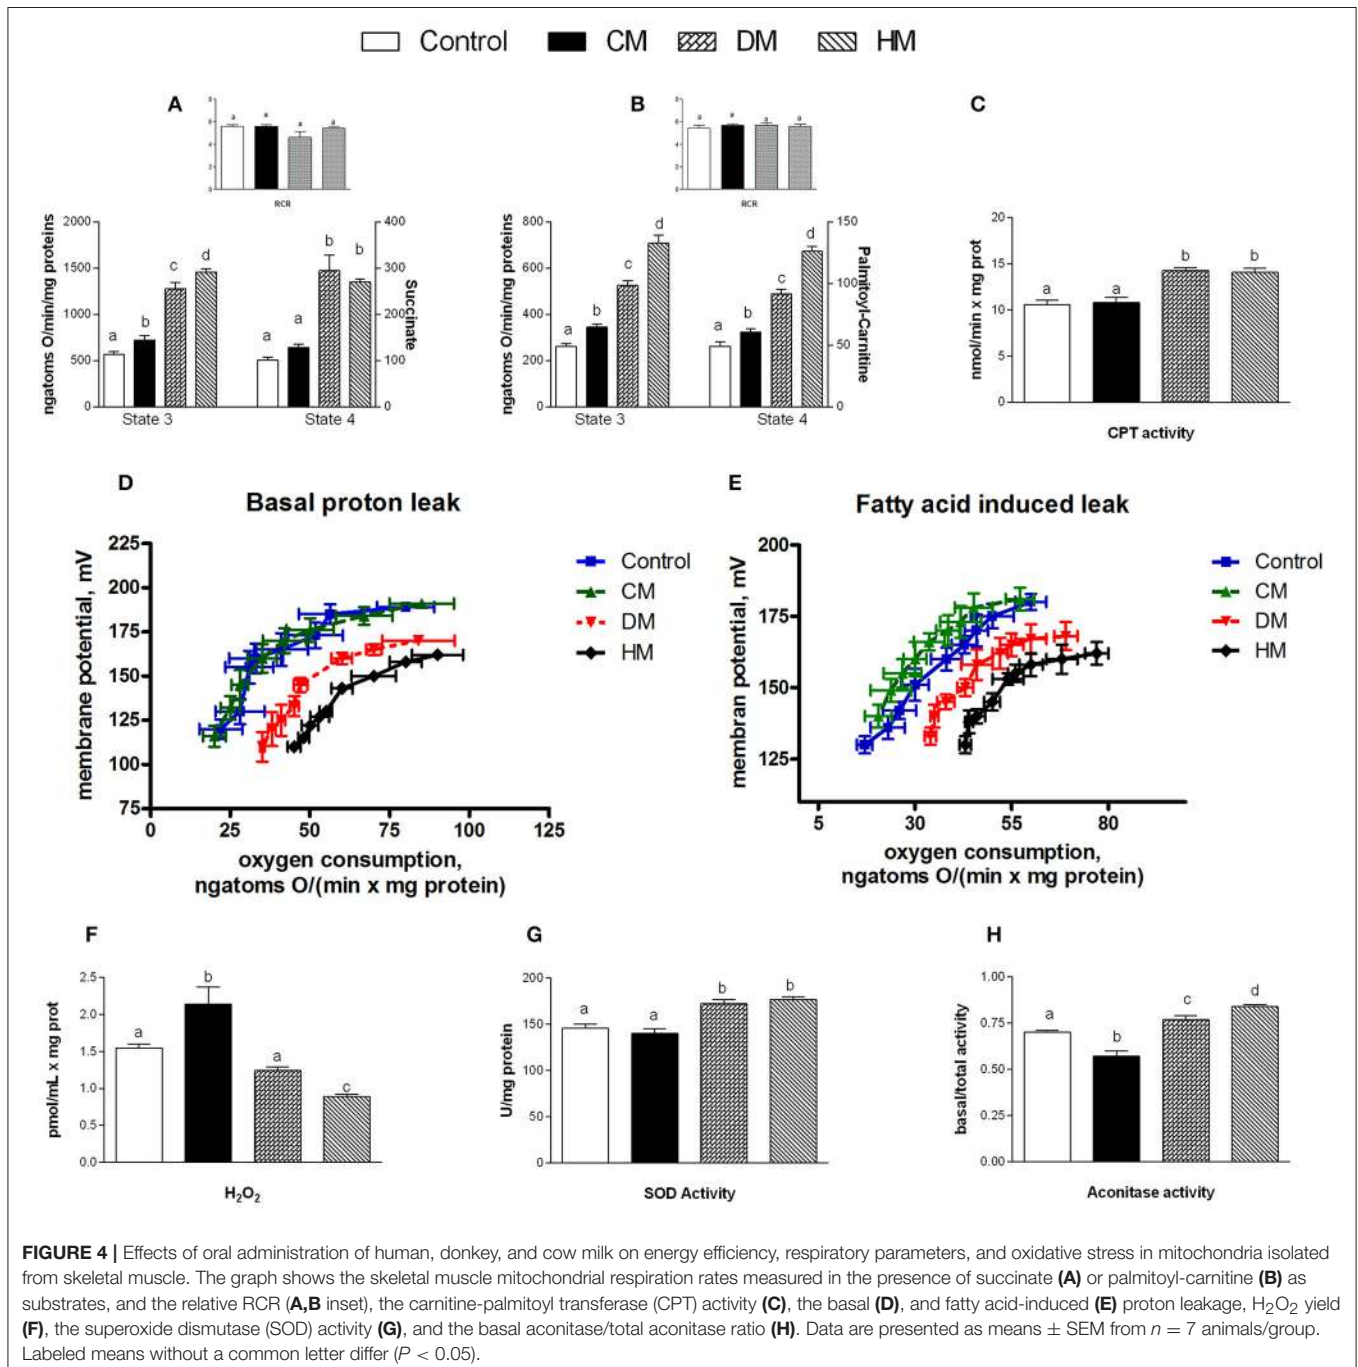 Control CM DM HM
A
8
6
4
2
0
a a a a
RCR
ngatoms O/min/mg proteins
2000
1500
1000
500
0
a b c d
a a b b
400
300
200
100
0
Succinate
State 3 State 4
B
8
6
4
2
0
a a a a
RCR
ngatoms O/min/mg proteins
800
600
400
200
0
a b c d
a b c d
150
100
50
0
Palmitoyl-Carnitine
State 3 State 4
C
nmol/min x mg prot
20
15
10
5
0
a a b b
CPT activity
D
Basal proton leak
membrane potential, mV
225
200
175
150
125
100
75
0 25 50 75 100 125
oxygen consumption,
ngatoms O/(min x mg protein)
Control
CM
DM
HM
E
Fatty acid induced leak
membran potential, mV
200
175
150
125
5 30 55 80
oxygen consumption,
ngatoms O/(min x mg protein)
Control
CM
DM
HM
F
pmol/mL x mg prot
2.5
2.0
1.5
1.0
0.5
0.0
a b a c
H2O2
G
U/mg protein
200
150
100
50
0
a a b b
SOD Activity
H
basal/total activity
1.00
0.75
0.50
0.25
0.00
a b c d
Aconitase activity
FIGURE 4 | Effects of oral administration of human, donkey, and cow milk on energy efficiency, respiratory parameters, and oxidative stress in mitochondria isolated
from skeletal muscle. The graph shows the skeletal muscle mitochondrial respiration rates measured in the presence of succinate (A) or palmitoyl-carnitine (B) as
substrates, and the relative RCR (A,B inset), the carnitine-palmitoyl transferase (CPT) activity (C), the basal (D), and fatty acid-induced (E) proton leakage, H2O2 yield
(F), the superoxide dismutase (SOD) activity (G), and the basal aconitase/total aconitase ratio (H). Data are presented as means ± SEM from n = 7 animals/group.
Labeled means without a common letter differ (P < 0.05).